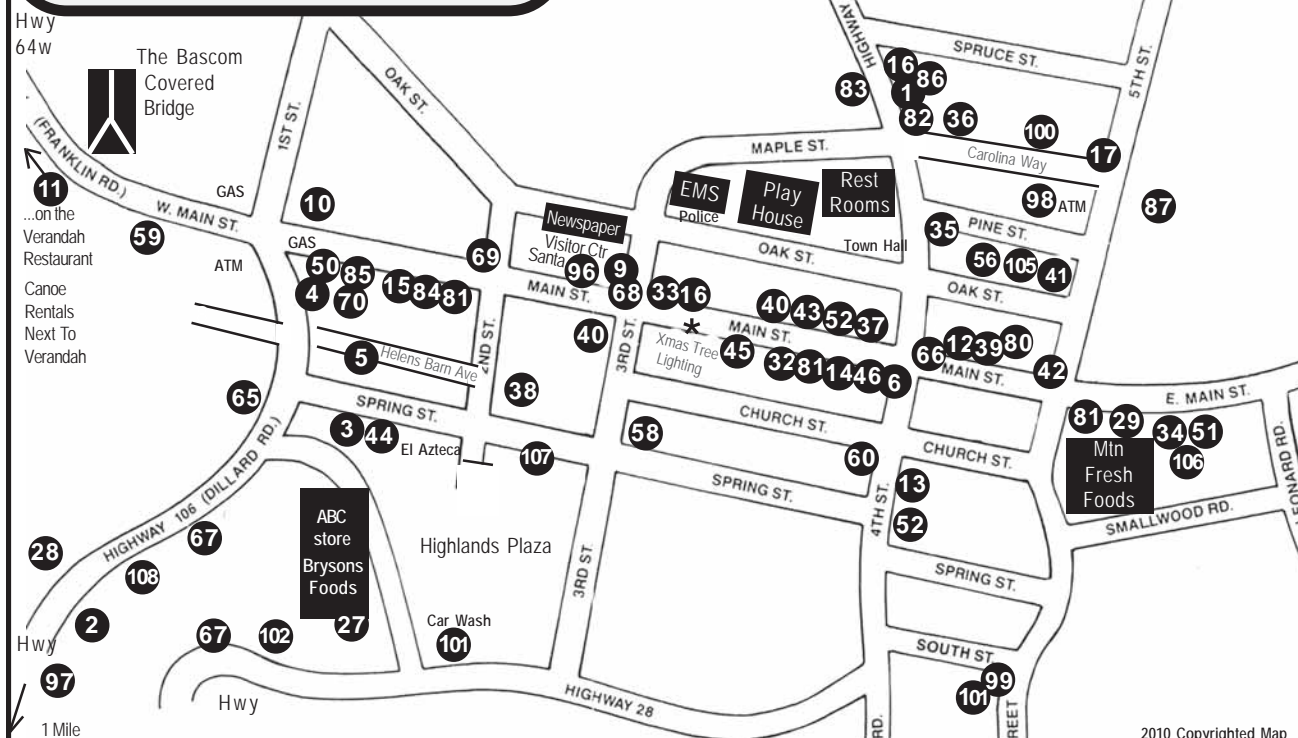 Hwy
64w
The Bascom
Covered
Bridge
(FRANKLIN RD.)
11
...on the
Verandah
Restaurant
Canoe
Rentals
Next To
Verandah
W. MAIN ST.
59
GAS
ATM
1ST ST.
OAK ST.
10
GAS
50
85
4
70
15
84
81
69
5
Helens Barn Ave
2ND ST.
65
SPRING ST.
3
44
El Azteca
38
107
HIGHWAY 106 (DILLARD RD.)
67
28
108
2
Hwy
97
1 Mile
ABC
store
Brysons
Foods
27
67
102
Hwy
Highlands Plaza
Car Wash
101
HIGHWAY 28
3RD ST.
Newspaper
Visitor Ctr
Santa
96
9
68
MAIN ST.
40
3RD ST.
33
16
*
Xmas Tree
Lighting
MAIN ST.
45
40
43
52
37
32
81
14
46
6
CHURCH ST.
58
60
SPRING ST.
MAPLE ST.
EMS
Police
Play
House
Rest
Rooms
OAK ST.
Town Hall
HIGHWAY
83
16
86
1
82
36
SPRUCE ST.
5TH ST.
100
17
Carolina Way
98
ATM
87
35
PINE ST.
56
105
41
OAK ST.
66
12
39
80
42
MAIN ST.
E. MAIN ST.
81
29
34
51
106
Mtn
Fresh
Foods
LEONARD RD.
SMALLWOOD RD.
CHURCH ST.
13
52
4TH ST.
SPRING ST.
SOUTH ST.
99
101
RD.
REET
2010 Copyrighted Map